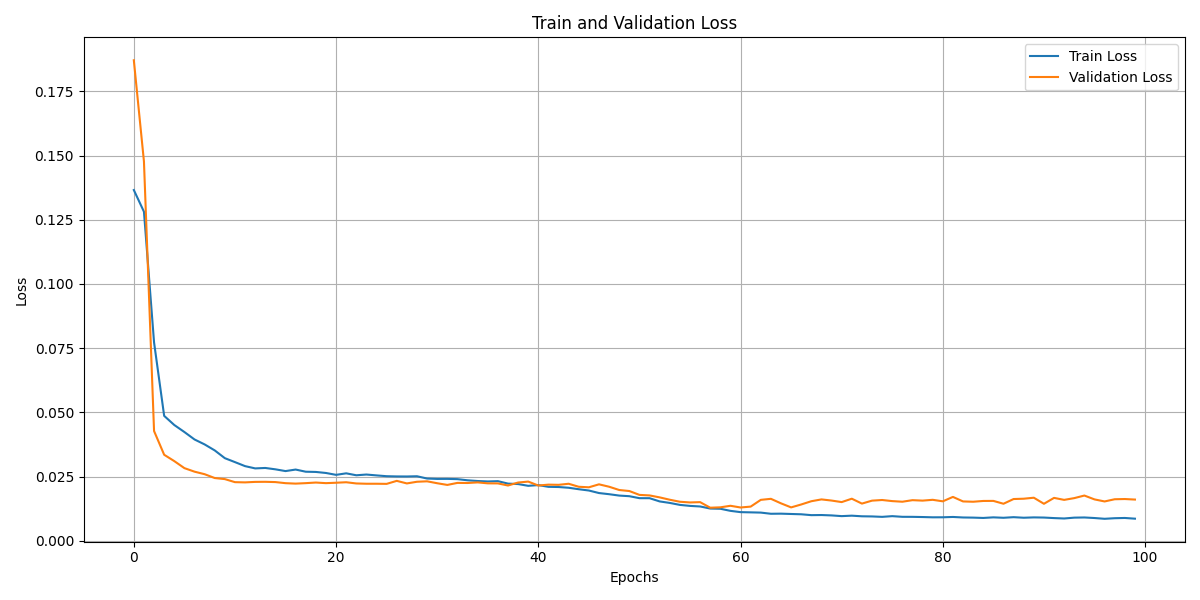 Train and Validation Loss
Train Loss
Validation Loss
0.175
0.150
0.125
0.100
0.075
0.050
0.025
0.000
Loss
0 20 40 60 80 100
Epochs